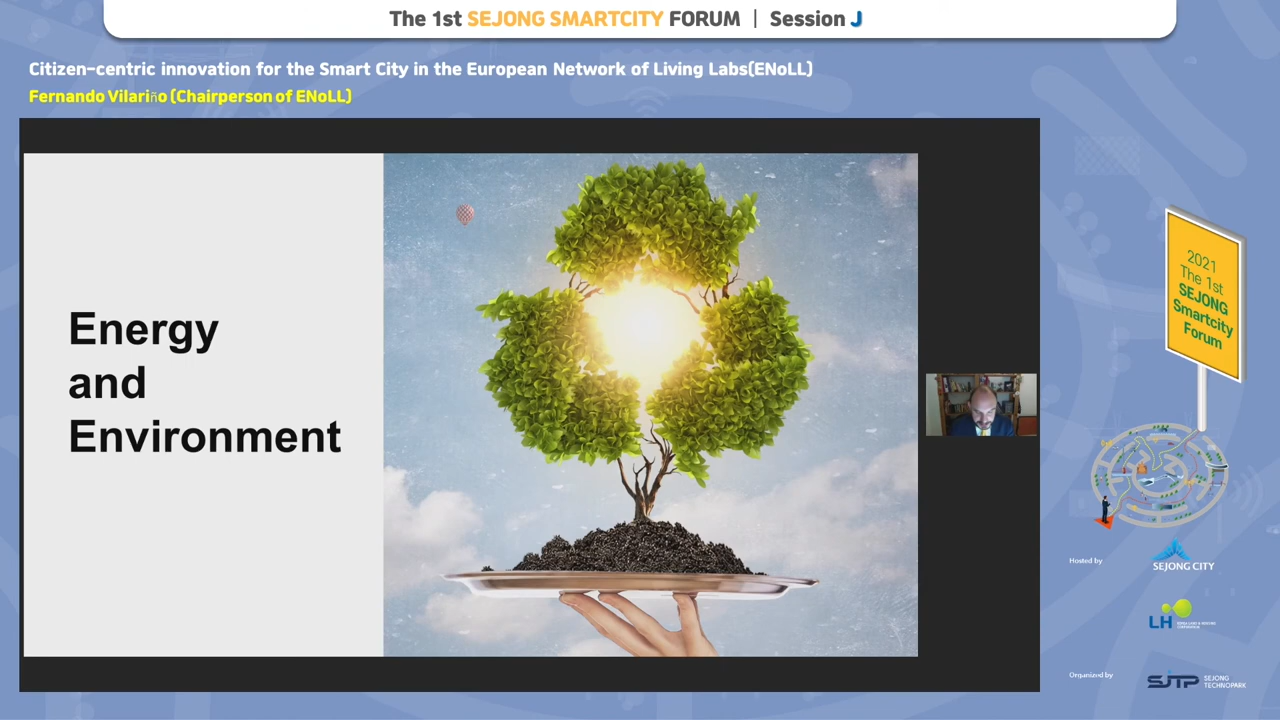 The 1st SEJONG SMARTCITY FORUM | Session J
Citizen-centric innovation for the Smart City in the European Network of Living Labs(ENoLL)
Fernando Vilariño (Chairperson of ENoLL)
Energy
and
Environment
2021
The 1st
SEJONG
Smartcity
Forum
Hosted by
SEJONG CITY
LH
Organized by
SJTP
SEJONG
TECHNOPARK